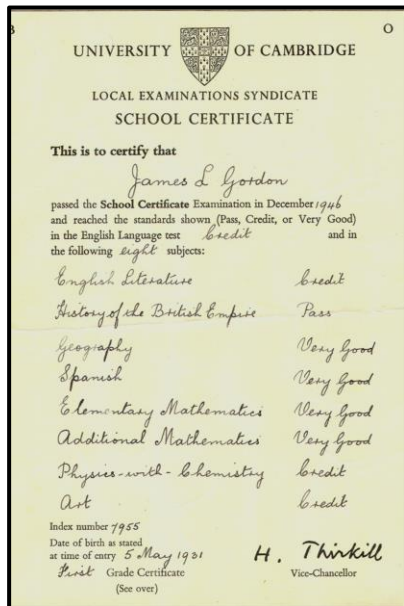 B O
UNIVERSITY OF CAMBRIDGE
LOCAL EXAMINATIONS SYNDICATE
SCHOOL CERTIFICATE
This is to certify that
James L Gordon
passed the School Certificate Examination in December 1946
and reached the standards shown (Pass, Credit, or Very Good)
in the English Language test Credit and in
the following eight subjects:
English Literature Credit
History of the British Empire Pass
Geography Very Good
Spanish Very Good
Elementary Mathematics Very Good
Additional Mathematics Very Good
Physics-with-Chemistry Credit
Art Credit
Index number 7955
Date of birth as stated
at time of entry 5 May 1931 H. Thirkill
First Grade Certificate Vice-Chancellor
(See over)